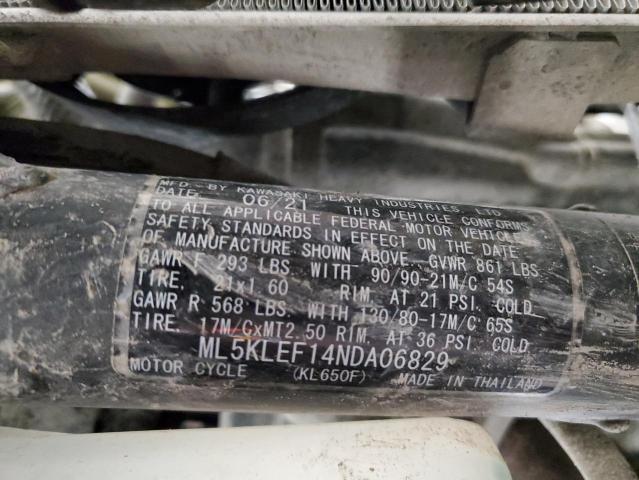 MFD. BY KAWASAKI HEAVY INDUSTRIES, LTD
DATE: 06/21 THIS VEHICLE CONFORMS
TO ALL APPLICABLE FEDERAL MOTOR VEHICLE
SAFETY STANDARDS IN EFFECT ON THE DATE
OF MANUFACTURE SHOWN ABOVE. GVWR 861 LBS
GAWR F 293 LBS. WITH 90/90-21M/C 54S
TIRE. 21x1.60 RIM, AT 21 PSI. COLD
GAWR R 568 LBS. WITH 130/80-17M/C 65S
TIRE. 17M/CxMT2.50 RIM, AT 36 PSI. COLD
ML5KLEF14NDA06829
MOTOR CYCLE (KL650F) MADE IN THAILAND